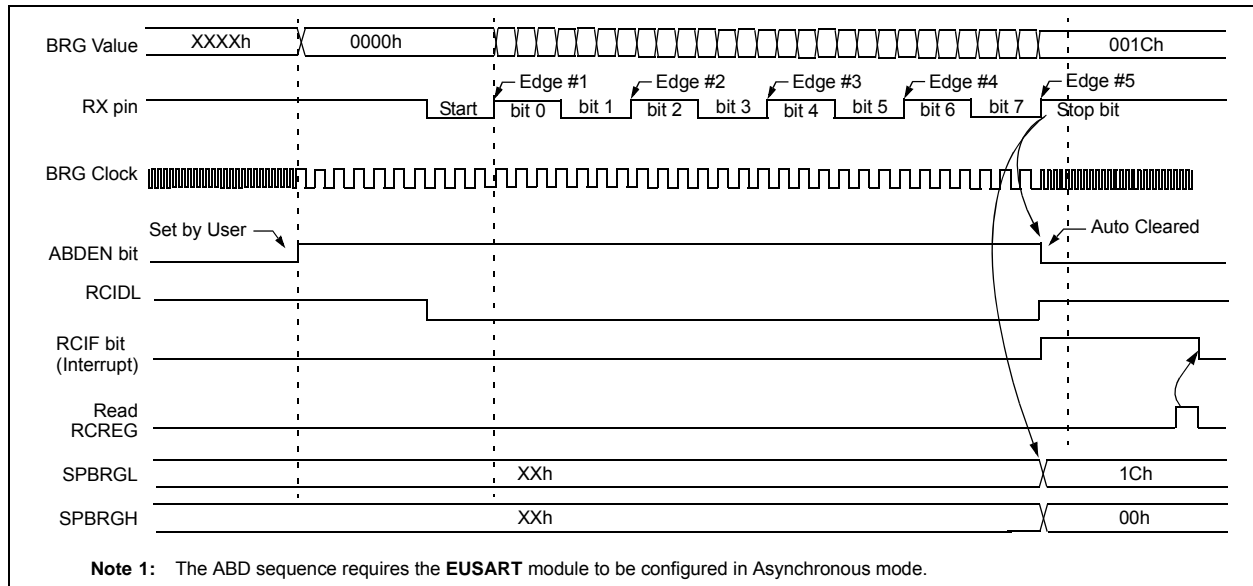 BRG Value
XXXXh
0000h
001Ch
RX pin
Start
Edge #1
bit 0
bit 1
Edge #2
bit 2
bit 3
Edge #3
bit 4
bit 5
Edge #4
bit 6
bit 7
Edge #5
Stop bit
BRG Clock
Set by User
Auto Cleared
ABDEN bit
RCIDL
RCIF bit
(Interrupt)
Read
RCREG
SPBRGL
XXh
1Ch
SPBRGH
XXh
00h
Note 1: The ABD sequence requires the EUSART module to be configured in Asynchronous mode.